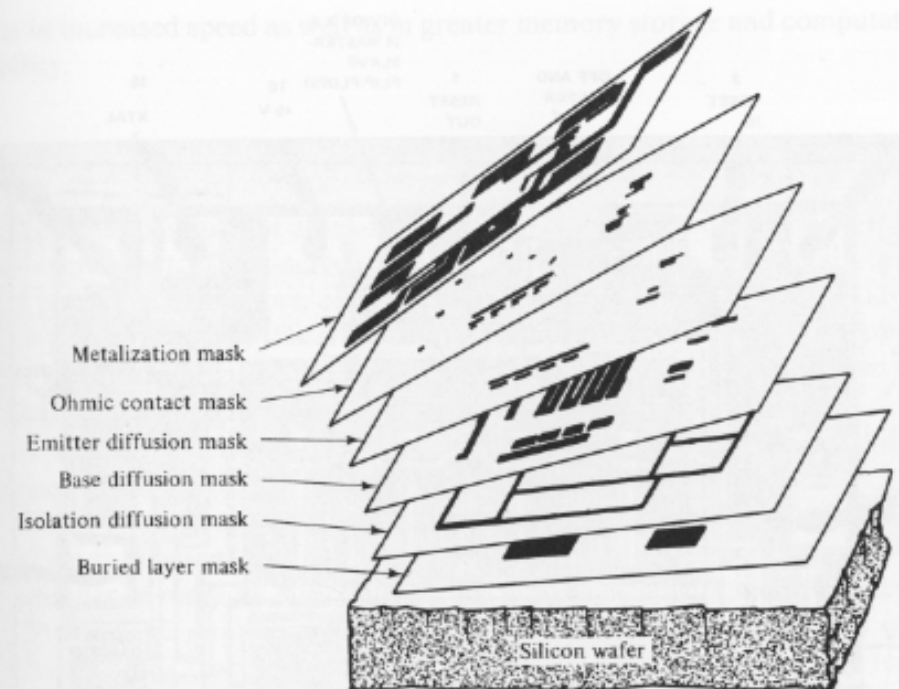 Metalization mask
Ohmic contact mask
Emitter diffusion mask
Base diffusion mask
Isolation diffusion mask
Buried layer mask
Silicon wafer